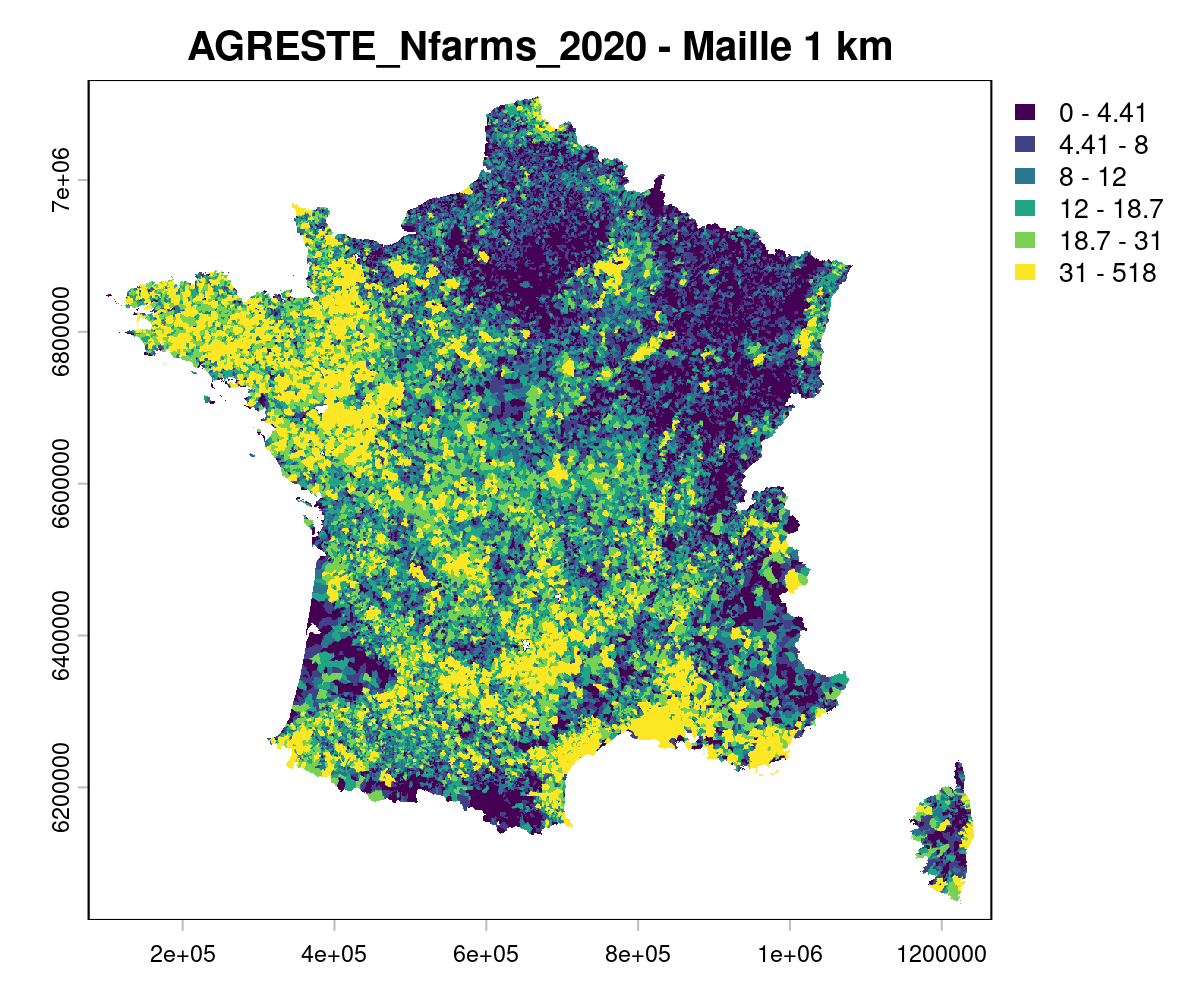 AGRESTE_Nfarms_2020 - Maille 1 km
0 - 4.41
4.41 - 8
8 - 12
12 - 18.7
18.7 - 31
31 - 518
7e+06
6800000
6600000
6400000
6200000
2e+05
4e+05
6e+05
8e+05
1e+06
1200000